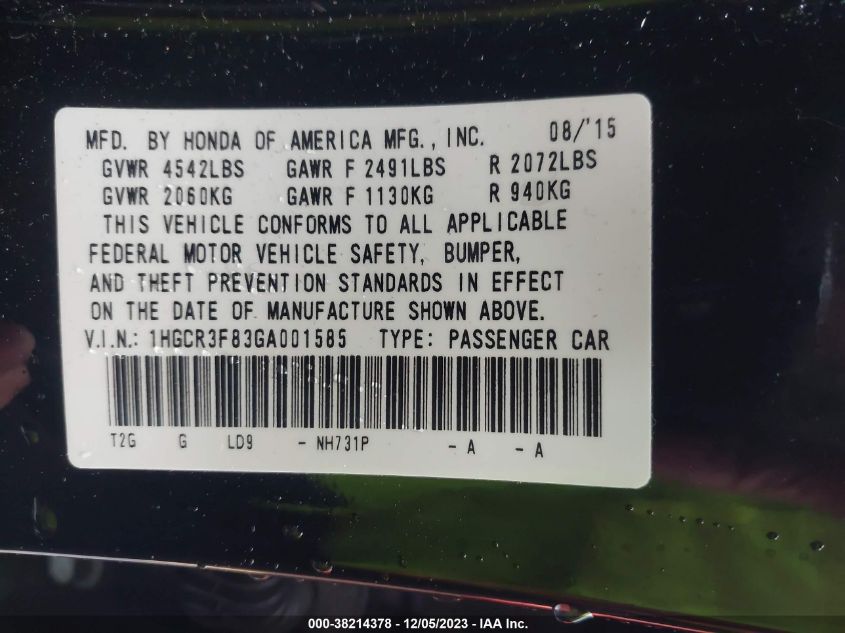 MFD. BY HONDA OF AMERICA MFG., INC. 08/'15
GVWR 4542LBS GAWR F 2491LBS R 2072LBS
GVWR 2060KG GAWR F 1130KG R 940KG
THIS VEHICLE CONFORMS TO ALL APPLICABLE
FEDERAL MOTOR VEHICLE SAFETY, BUMPER,
AND THEFT PREVENTION STANDARDS IN EFFECT
ON THE DATE OF MANUFACTURE SHOWN ABOVE.
V.I.N.: 1HGCR3F83GA001585 TYPE: PASSENGER CAR
T2G G LD9 - NH731P - A - A
000-38214378 - 12/05/2023 - IAA Inc.